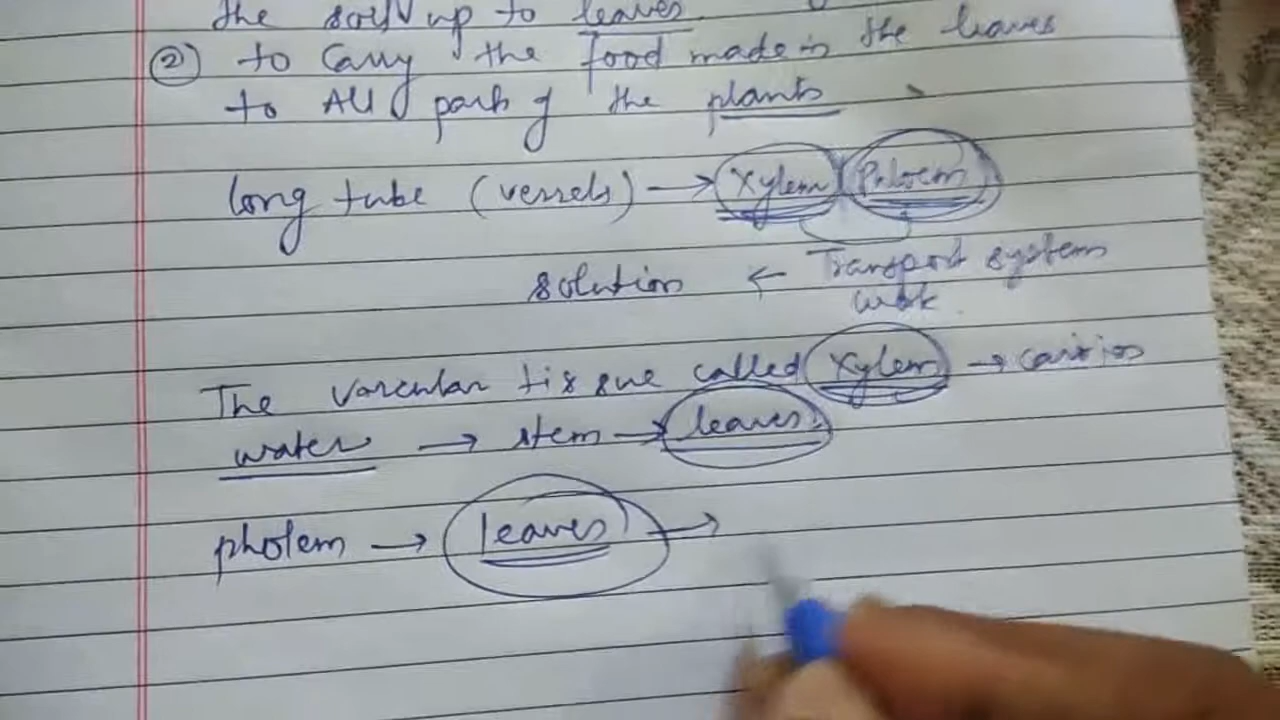 the soil up to leaves.
② to Carry the food made in the leaves
to All part of the plants
long tube (vessels) → Xylem Phloem
solution ← Transport system
work.
The varcular tissue called Xylem → carries
water → stem → leaves
pholem → leaves →